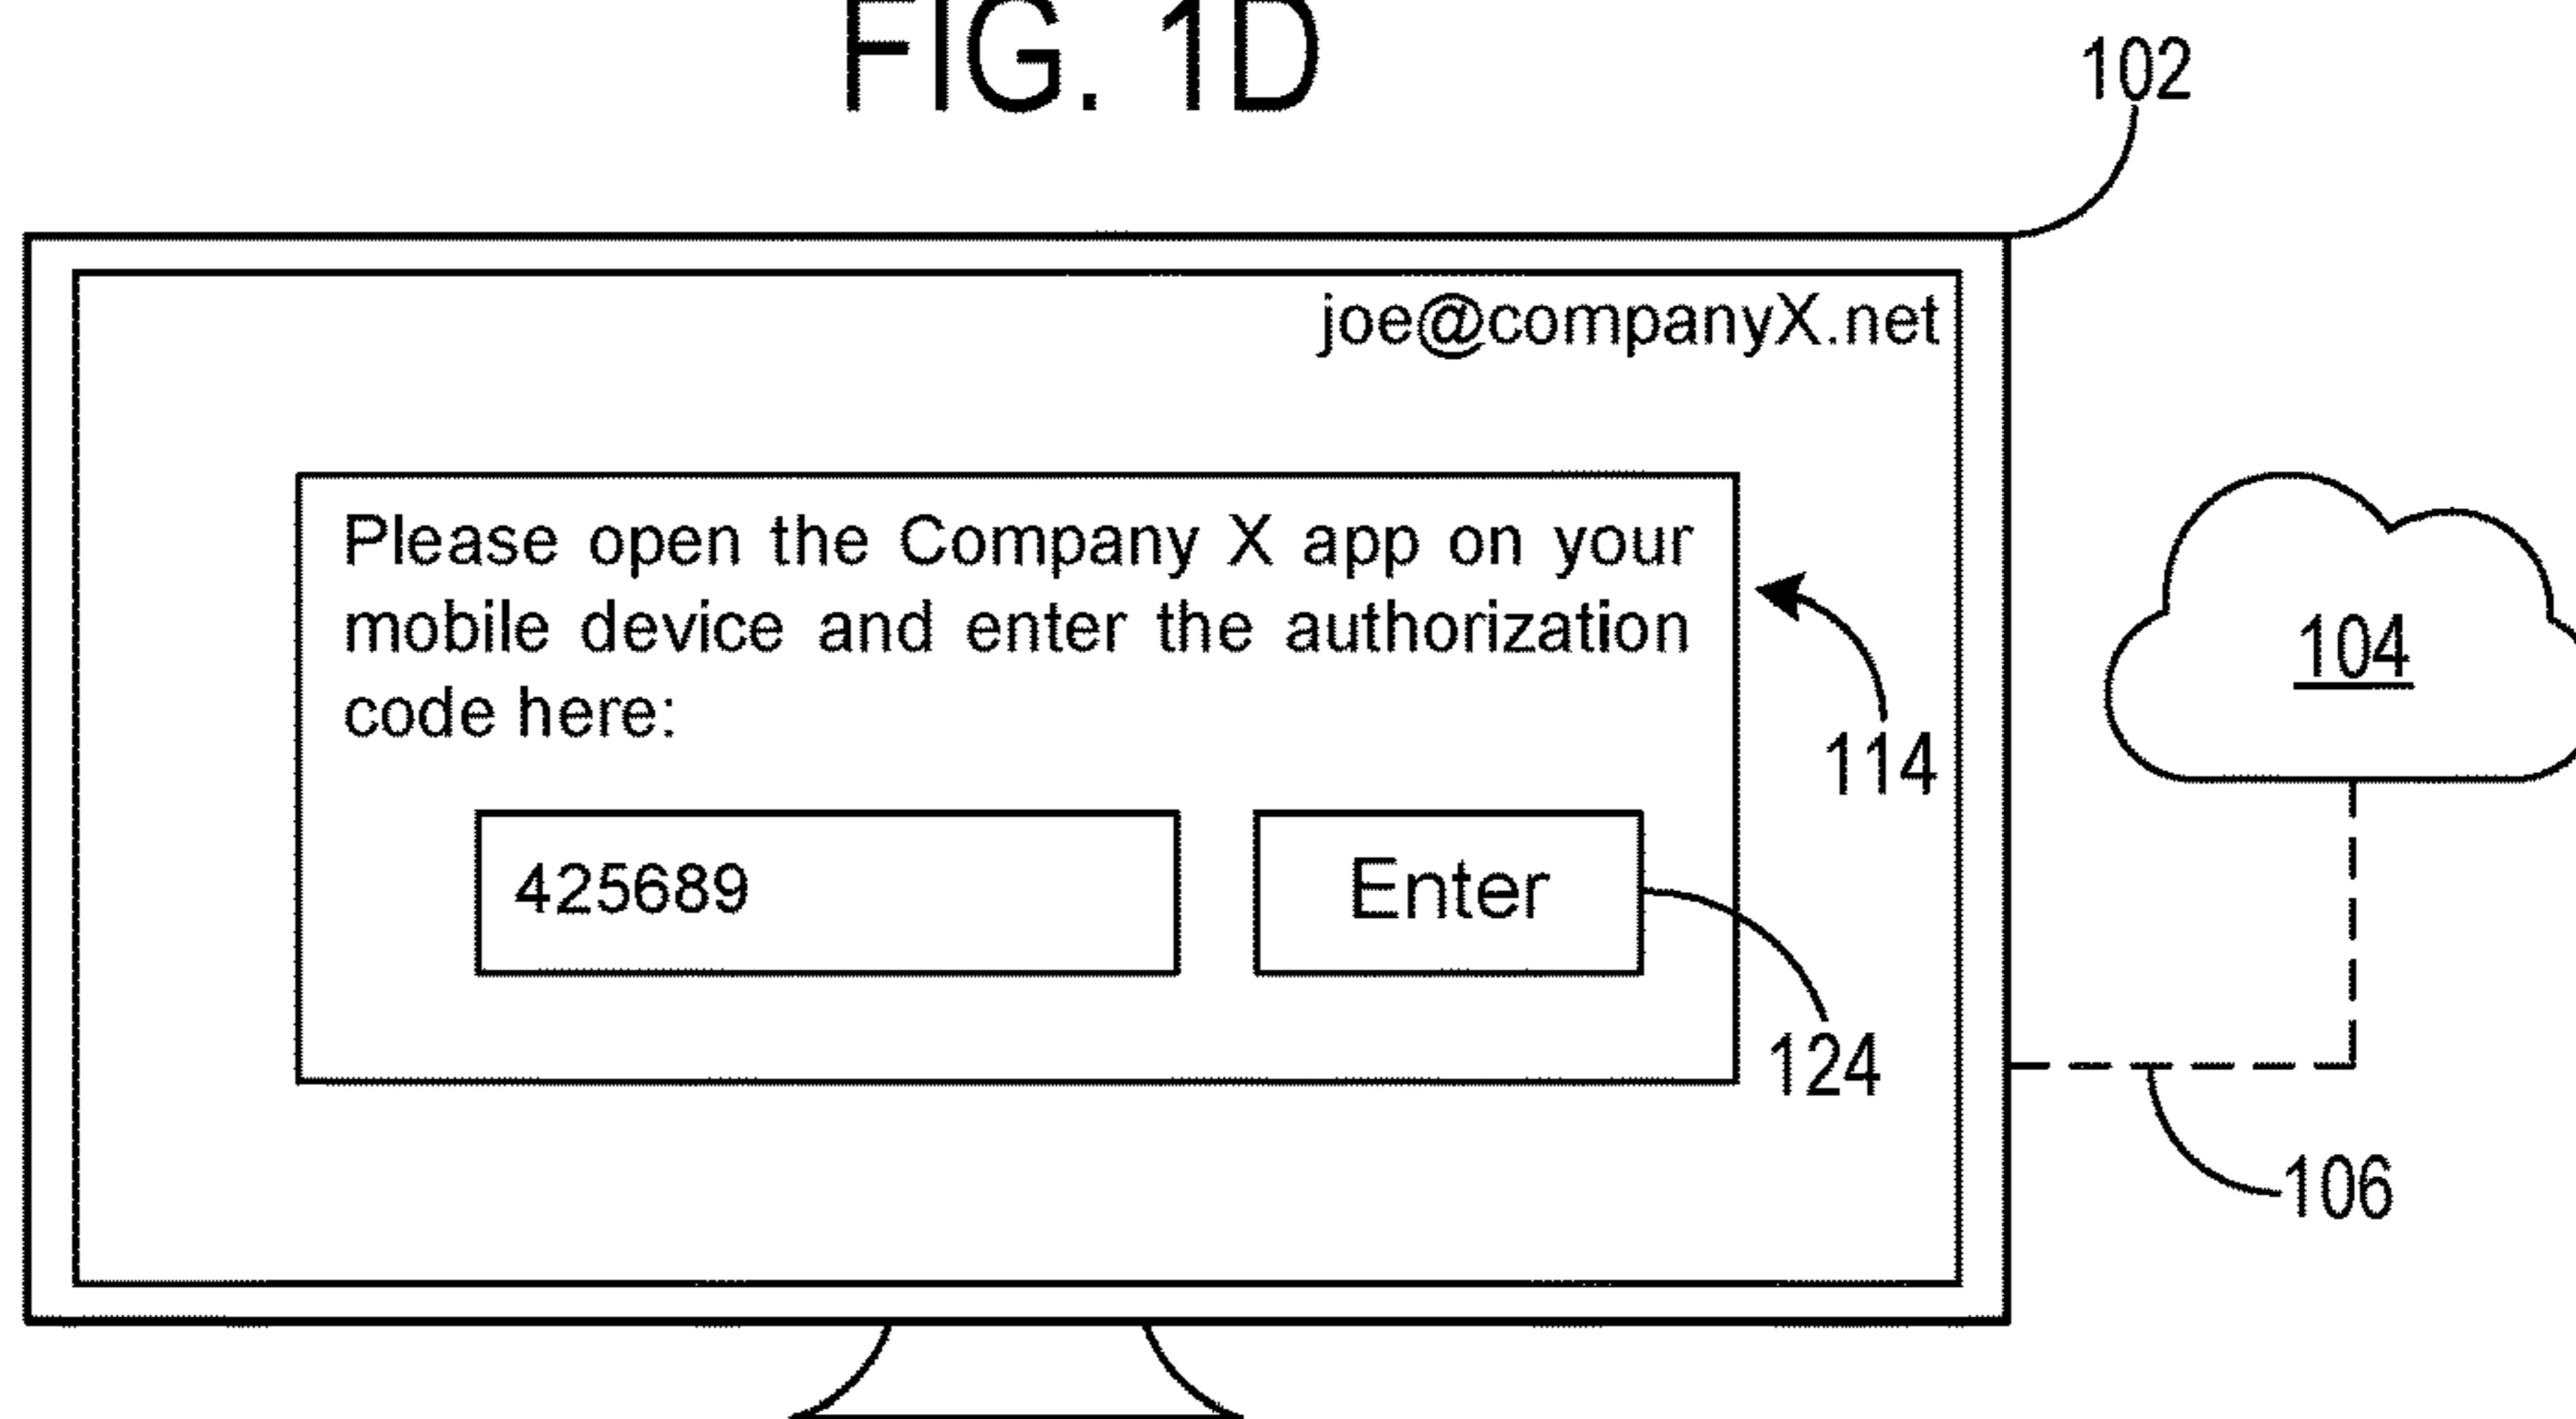 FIG. 1D
102
joe@companyX.net
Please open the Company X app on your
mobile device and enter the authorization
code here:
104
114
425689
Enter
124
106